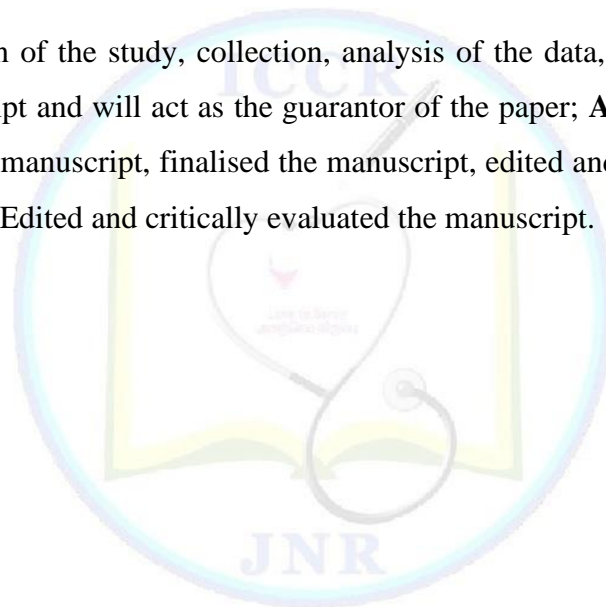 n of the study, collection, analysis of the data,
ICCR
pt and will act as the guarantor of the paper; A
manuscript, finalised the manuscript, edited and
Edited and critically evaluated the manuscript.
JNR